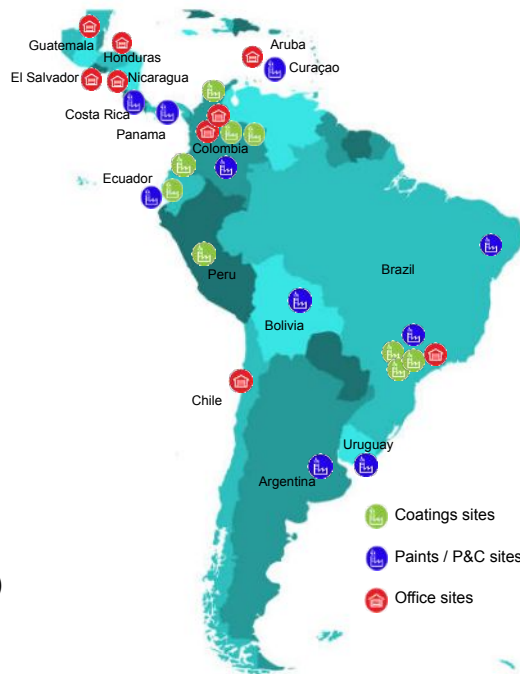 Guatemala
Honduras
El Salvador
Nicaragua
Costa Rica
Panama
Aruba
Curaçao
Colombia
Ecuador
Peru
Brazil
Bolivia
Chile
Uruguay
Argentina
Coatings sites
Paints / P&C sites
Office sites
)